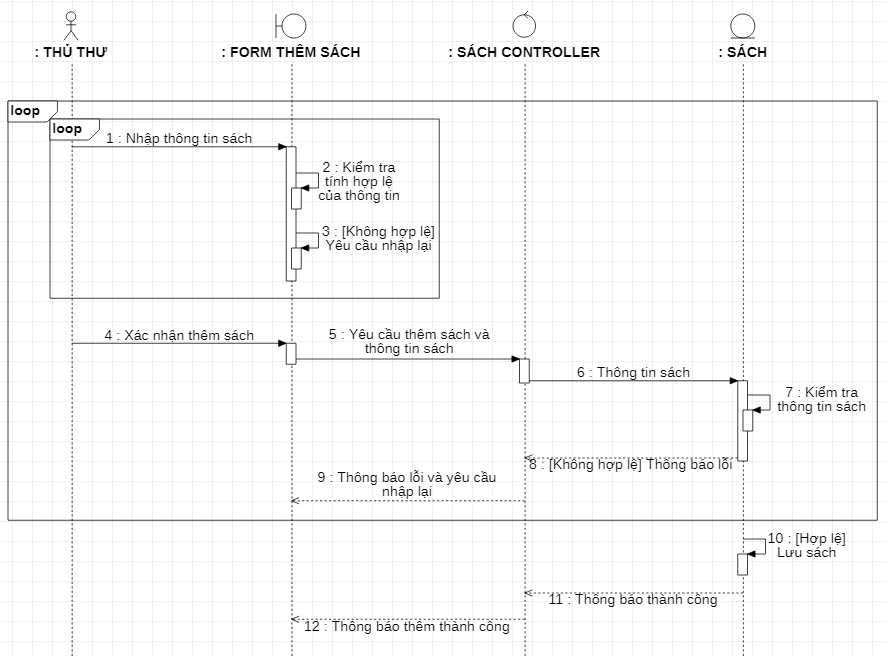 : THỦ THƯ
: FORM THÊM SÁCH
: SÁCH CONTROLLER
: SÁCH
loop
loop
1 : Nhập thông tin sách
2 : Kiểm tra
tính hợp lệ
của thông tin
3 : [Không hợp lệ]
Yêu cầu nhập lại
4 : Xác nhận thêm sách
5 : Yêu cầu thêm sách và
thông tin sách
6 : Thông tin sách
7 : Kiểm tra
thông tin sách
8 : [Không hợp lệ] Thông báo lỗi
9 : Thông báo lỗi và yêu cầu
nhập lại
10 : [Hợp lệ]
Lưu sách
11 : Thông báo thành công
12 : Thông báo thêm thành công